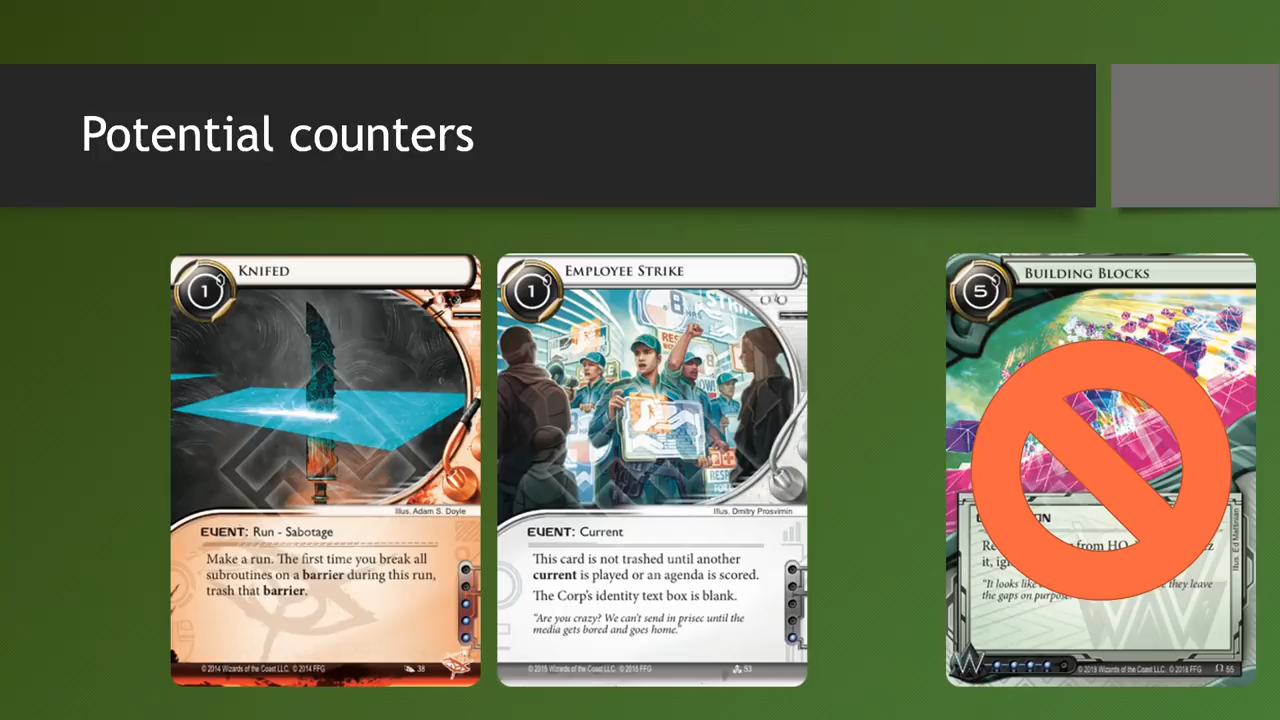 Potential counters
KNIFED
1
Illus. Adam S. Doyle
EVENT: Run - Sabotage
Make a run. The first time you break all
subroutines on a barrier during this run,
trash that barrier.
© 2014 Wizards of the Coast LLC. © 2014 FFG
38
EMPLOYEE STRIKE
1
8
STRI
Illus. Dmitry Prosvirnin
EVENT: Current
This card is not trashed until another
current is played or an agenda is scored.
The Corp's identity text box is blank.
"Are you crazy? We can't send in prisec until the
media gets bored and goes home."
© 2015 Wizards of the Coast LLC. © 2015 FFG
53
BUILDING BLOCKS
5
from HQ
it,
"It looks like they leave
the gaps on purpose.
© 2018 Wizards of the Coast LLC. © 2018 FFG
55